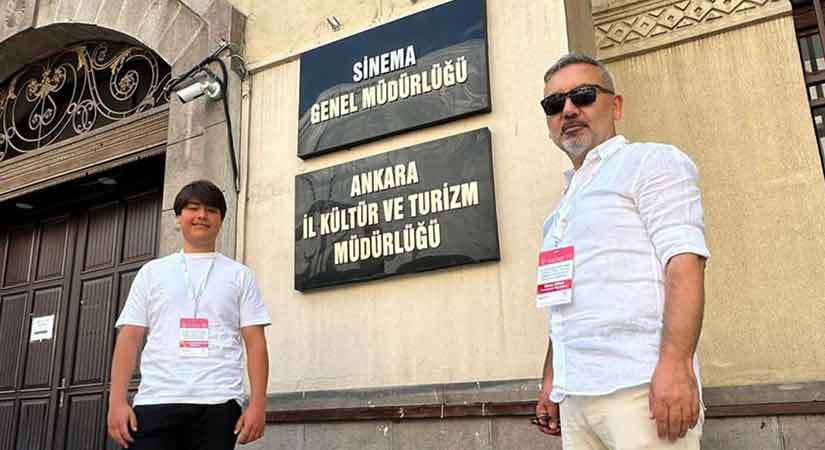 SİNEMA
GENEL MÜDÜRLÜĞÜ
ANKARA
İL KÜLTÜR VE TURİZM
MÜDÜRLÜĞÜ